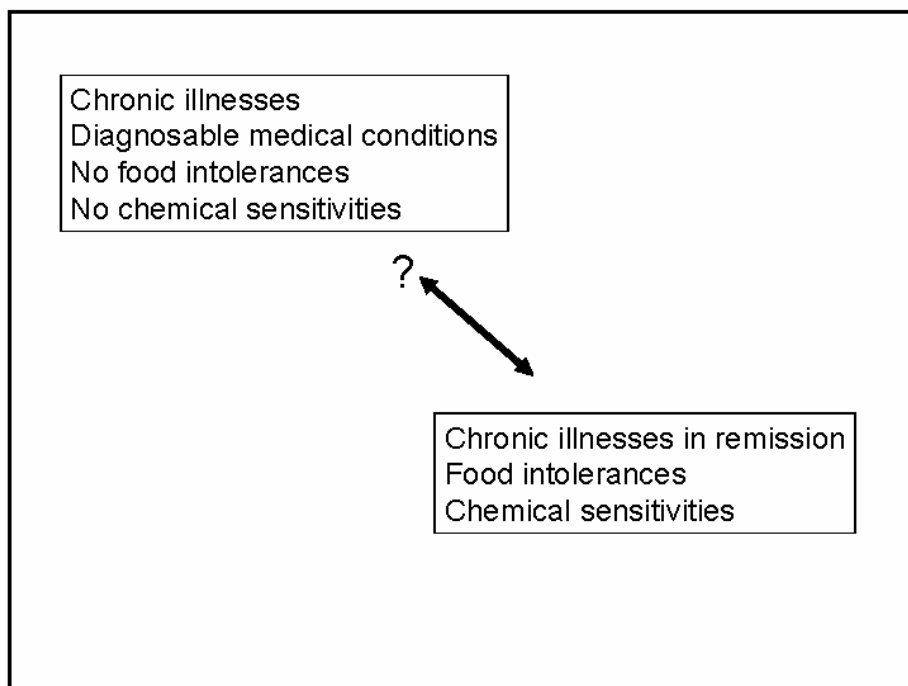 Chronic illnesses
Diagnosable medical conditions
No food intolerances
No chemical sensitivities
?
Chronic illnesses in remission
Food intolerances
Chemical sensitivities